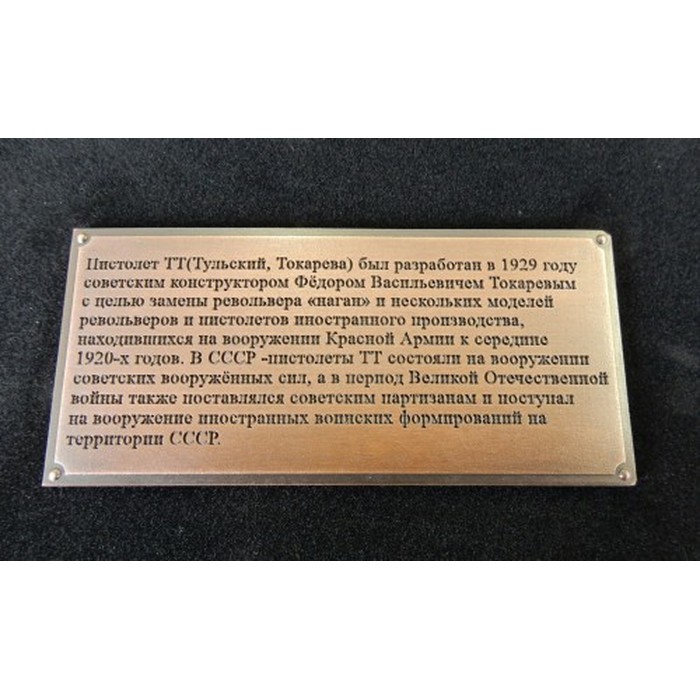 Пистолет ТТ(Тульский, Токарева) был разработан в 1929 году
советским конструктором Фёдором Васильевичем Токаревым
с целью замены револьвера «наган» и нескольких моделей
револьверов и пистолетов иностранного производства,
находившихся на вооружении Красной Армии к середине
1920-х годов. В СССР -пистолеты ТТ состояли на вооружении
советских вооружённых сил, а в период Великой Отечественной
войны также поставлялся советским партизанам и поступал
на вооружение иностранных воинских формирований на
территории СССР.